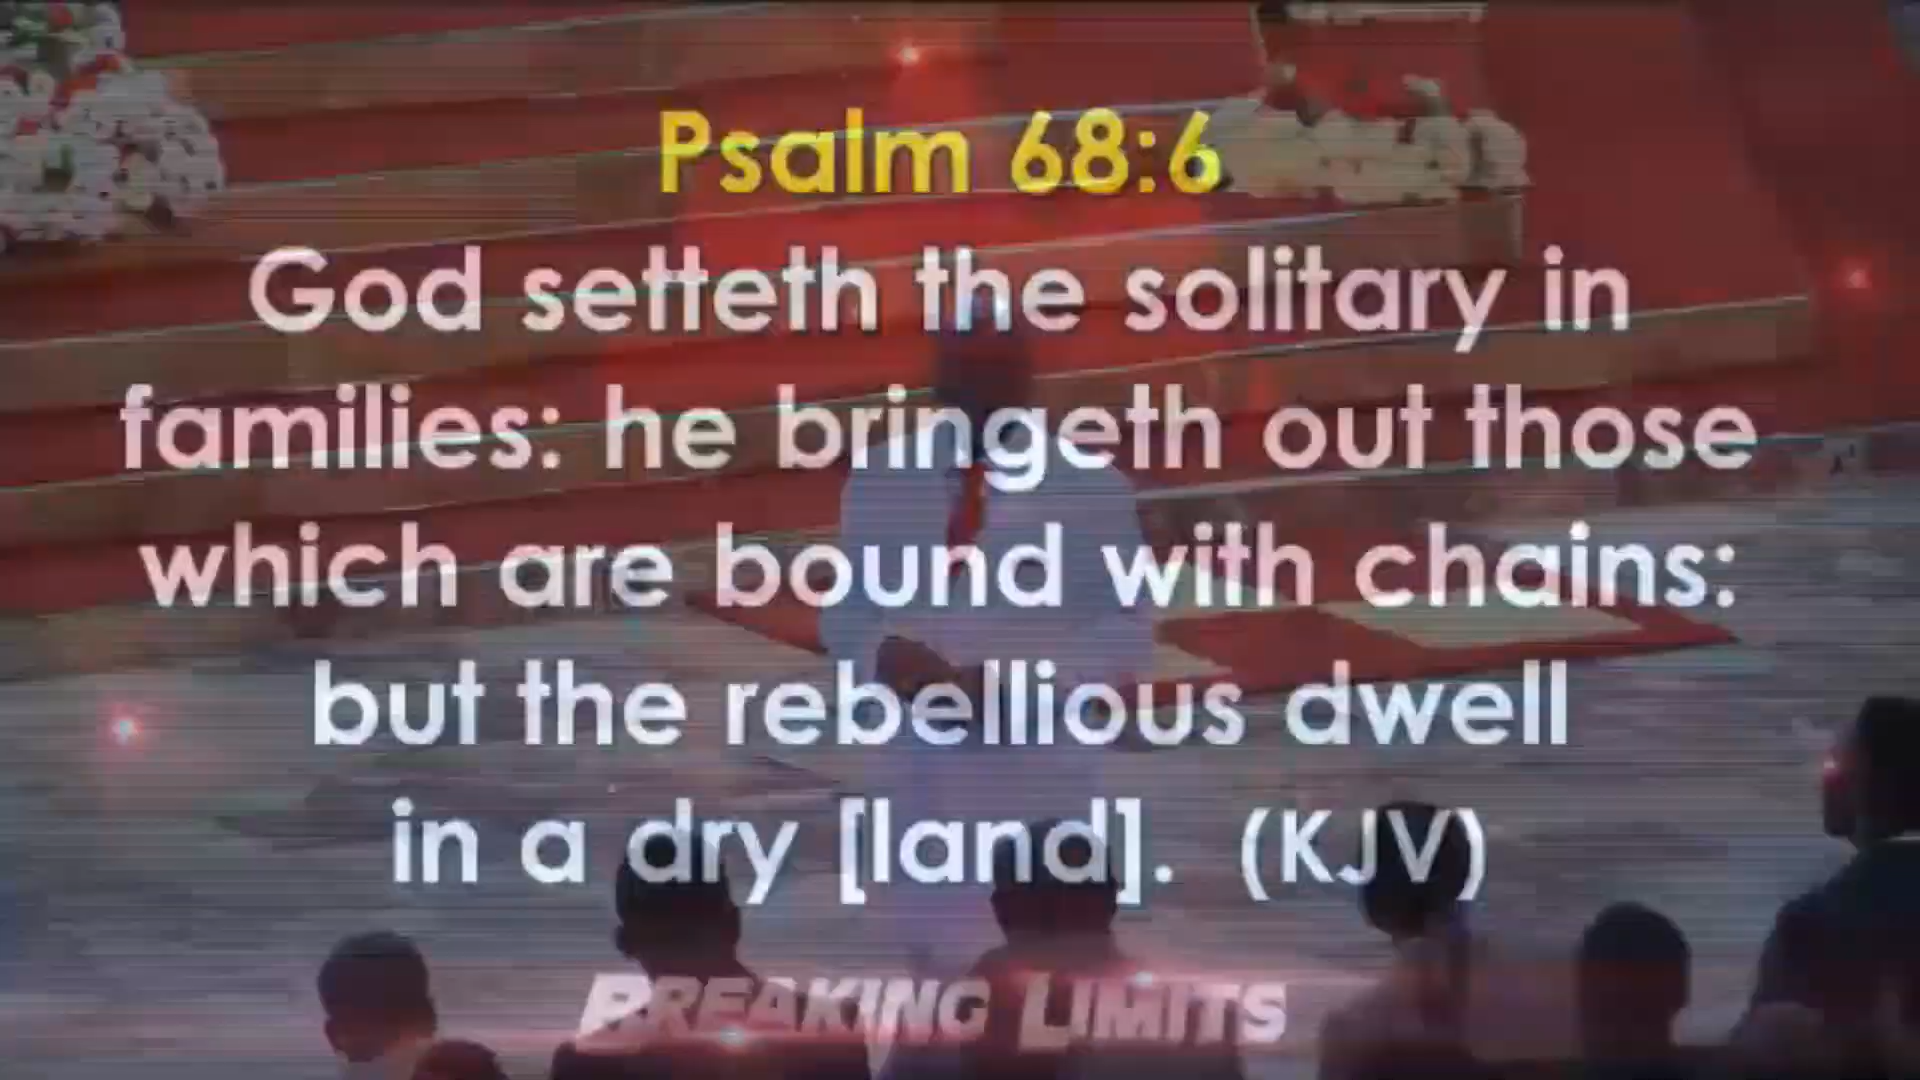 Psalm 68:6
God setteth the solitary in
families: he bringeth out those
which are bound with chains:
but the rebellious dwell
in a dry [land]. (KJV)
BREAKING LIMITS